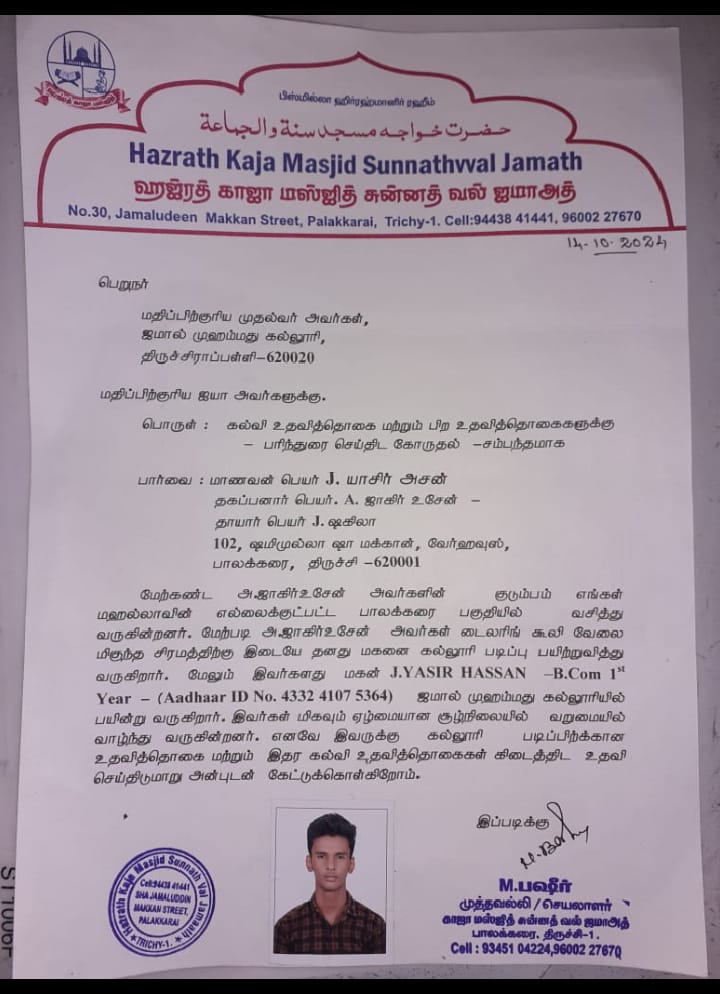 பிஸ்மில்லா ஹிர்ரஹ்மானிர் ரஹீம்
حضرت خواجه مسجد سنة والجماعة
Hazrath Kaja Masjid Sunnathvval Jamath
ஹஜ்ரத் காஜா மஸ்ஜித் சுன்னத் வல் ஜமாஅத்
No.30, Jamaludeen Makkan Street, Palakkarai, Trichy-1. Cell:94438 41441, 96002 27670
14-10-2024
பெறுநர்
மதிப்பிற்குரிய முதல்வர் அவர்கள்,
ஜமால் முஹம்மது கல்லூரி,
திருச்சிராப்பள்ளி-620020
மதிப்பிற்குரிய ஐயா அவர்களுக்கு.
பொருள் : கல்வி உதவித்தொகை மற்றும் பிற உதவித்தொகைகளுக்கு
– பரிந்துரை செய்திட கோருதல் –சம்பந்தமாக
பார்வை : மாணவன் பெயர் J. யாசிர் அசன்
தகப்பனார் பெயர். A. ஜாகிர் உசேன் –
தாயார் பெயர் J. ஷகிலா
102, ஷமிமுல்லா ஷா மக்கான், வேர்ஹவுஸ்,
பாலக்கரை, திருச்சி -620001
மேற்கண்ட அ.ஜாகிர்உசேன் அவர்களின் குடும்பம் எங்கள்
மஹல்லாவின் எல்லைக்குட்பட்ட பாலக்கரை பகுதியில் வசித்து
வருகின்றனர். மேற்படி அ.ஜாகிர்உசேன் அவர்கள் டைலரிங் கூலி வேலை
மிகுந்த சிரமத்திற்கு இடையே தனது மகனை கல்லூரி படிப்பு பயிற்றுவித்து
வருகிறார். மேலும் இவர்களது மகன் J.YASIR HASSAN –B.Com 1st
Year – (Aadhaar ID No. 4332 4107 5364) ஜமால் முஹம்மது கல்லூரியில்
பயின்று வருகிறார். இவர்கள் மிகவும் ஏழ்மையான சூழ்நிலையில் வறுமையில்
வாழ்ந்து வருகின்றனர். எனவே இவருக்கு கல்லூரி படிப்பிற்க்கான
உதவித்தொகை மற்றும் இதர கல்வி உதவித்தொகைகள் கிடைத்திட உதவி
செய்திடுமாறு அன்புடன் கேட்டுக்கொள்கிறோம்.
இப்படிக்கு
M.பஷீர்
முத்தவல்லி / செயலாளர்
காஜா மஸ்ஜித் சுன்னத் வல் ஜமாஅத்
பாலக்கரை, திருச்சி-1.
Cell : 93451 04224,96002 27670
Hazrath Kaja Masjid Sunnath Val Jamaath
Cell:94438 41441
SHA JAMALUDDIN
MAKKAN STREET,
PALAKKARAI
* TRICHY-1. *